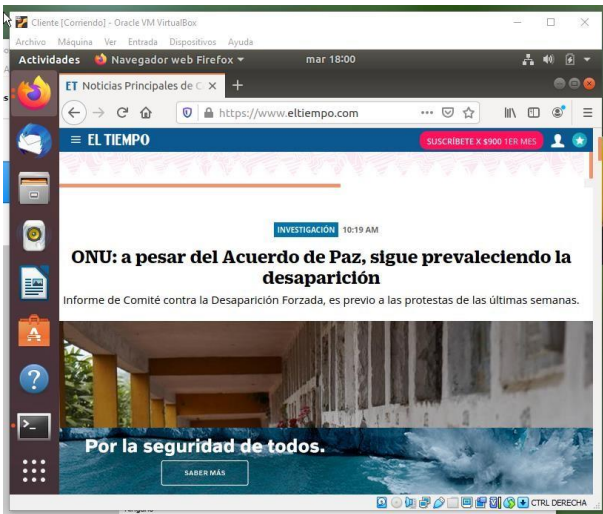 Cliente [Corriendo] - Oracle VM VirtualBox
Archivo Máquina Ver Entrada Dispositivos Ayuda
Actividades Navegador web Firefox mar 18:00
ET Noticias Principales de C
https://www.eltiempo.com
EL TIEMPO SUSCRÍBETE X $900 1ER MES
INVESTIGACIÓN 10:19 AM
ONU: a pesar del Acuerdo de Paz, sigue prevaleciendo la
desaparición
Informe de Comité contra la Desaparición Forzada, es previo a las protestas de las últimas semanas.
Por la seguridad de todos.
SABER MÁS
CTRL DERECHA